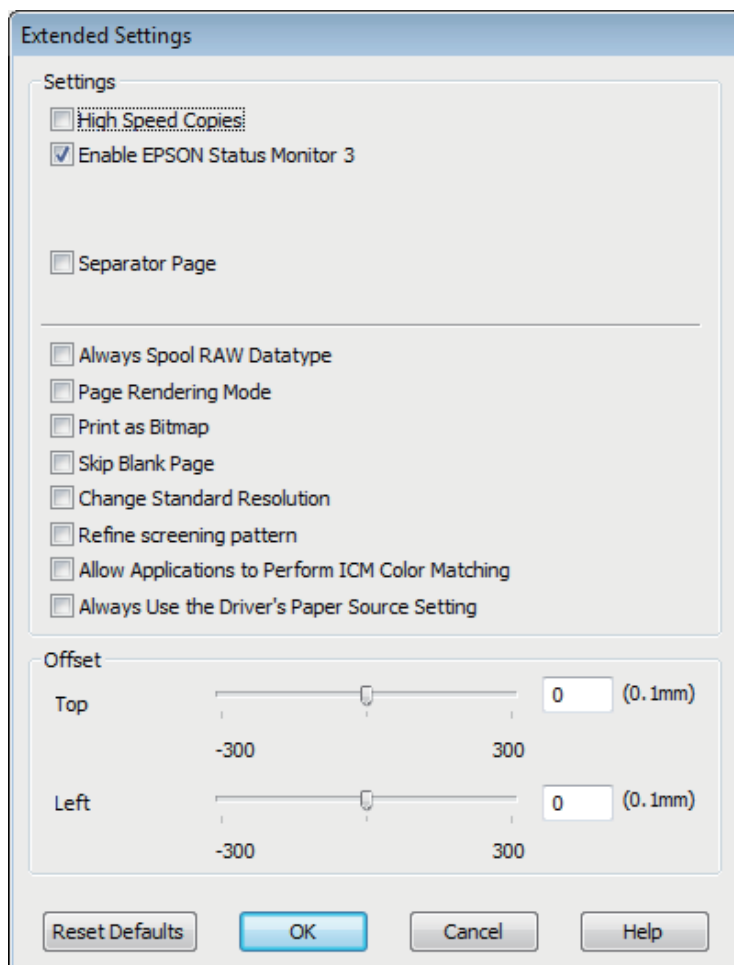 Extended Settings
Settings
High Speed Copies
Enable EPSON Status Monitor 3
Separator Page
Always Spool RAW Datatype
Page Rendering Mode
Print as Bitmap
Skip Blank Page
Change Standard Resolution
Refine screening pattern
Allow Applications to Perform ICM Color Matching
Always Use the Driver's Paper Source Setting
Offset
Top 0 (0.1mm)
-300 300
Left 0 (0.1mm)
-300 300
Reset Defaults OK Cancel Help